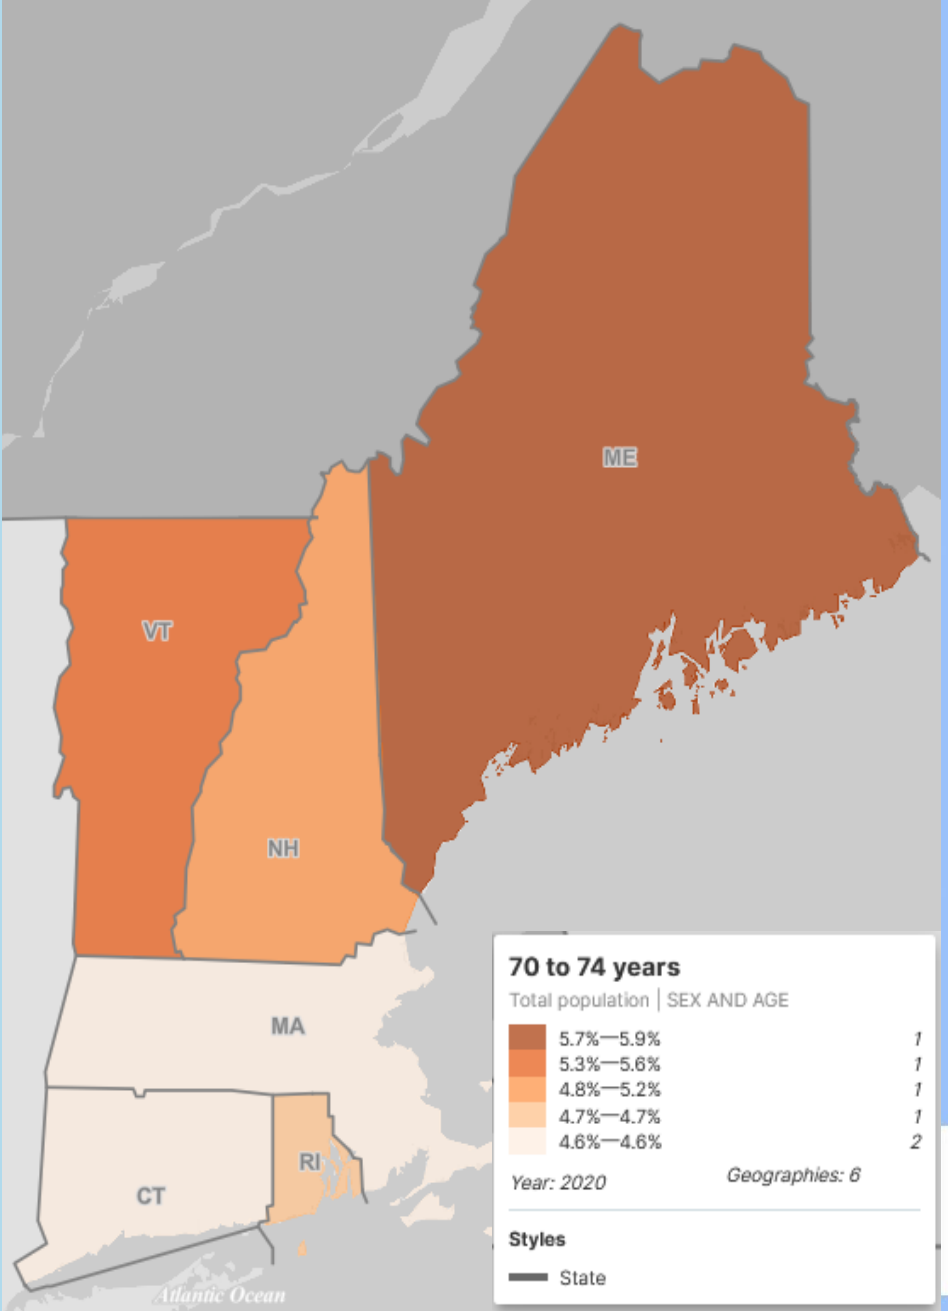 ME
VT
NH
MA
RI
CT
Atlantic Ocean
70 to 74 years
Total population | SEX AND AGE
5.7%—5.9% 1
5.3%—5.6% 1
4.8%—5.2% 1
4.7%—4.7% 1
4.6%—4.6% 2
Year: 2020 Geographies: 6
Styles
State